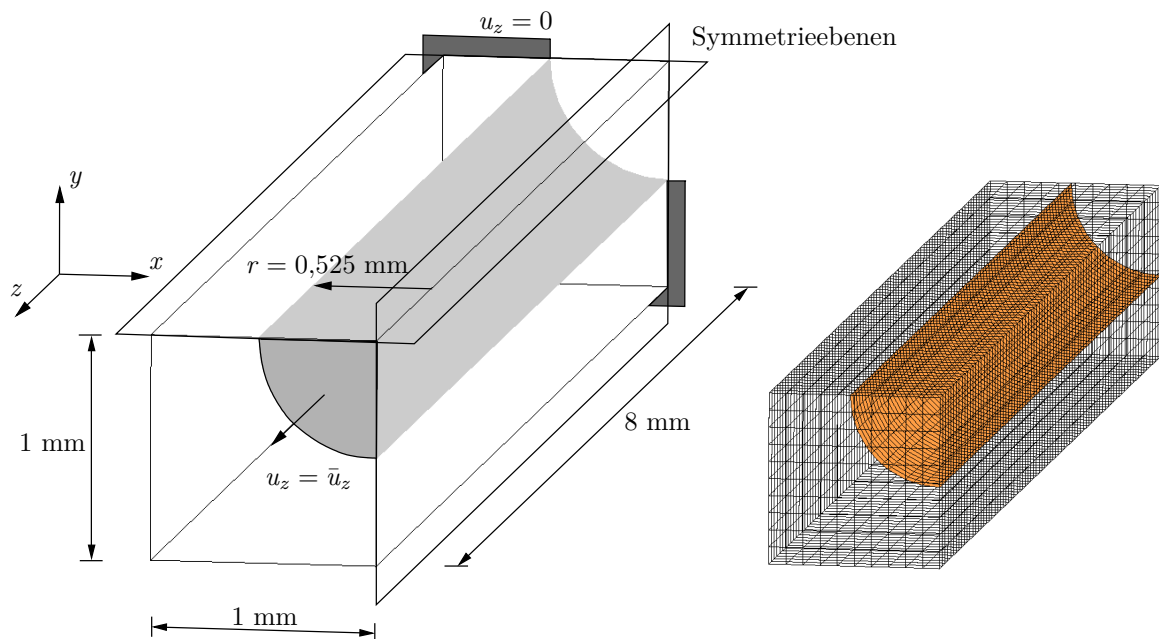 u_z = 0
Symmetrieebenen
y
x
z
r = 0,525 mm
1 mm
8 mm
u_z = ū_z
1 mm